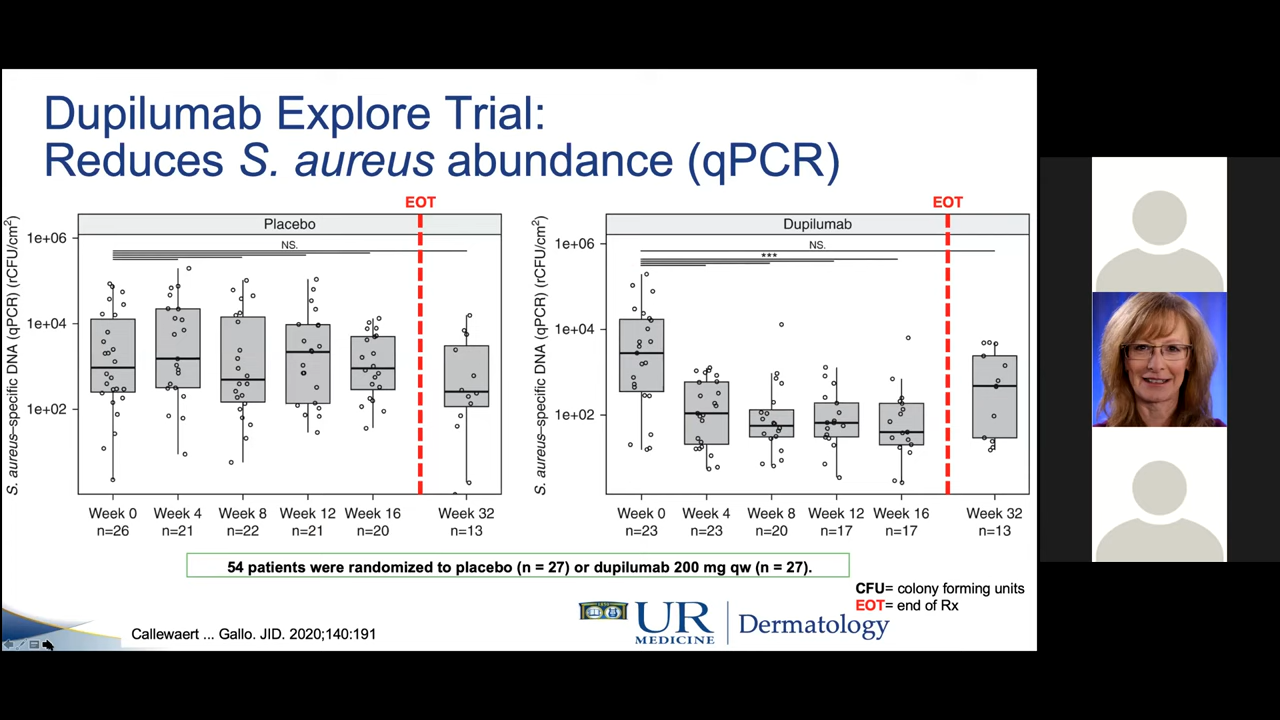 Dupilumab Explore Trial:
Reduces S. aureus abundance (qPCR)
EOT
Placebo
S. aureus–specific DNA (qPCR) (rCFU/cm²)
1e+06
1e+04
1e+02
NS.
Week 0
n=26
Week 4
n=21
Week 8
n=22
Week 12
n=21
Week 16
n=20
Week 32
n=13
EOT
Dupilumab
S. aureus–specific DNA (qPCR) (rCFU/cm²)
1e+06
1e+04
1e+02
NS.
***
Week 0
n=23
Week 4
n=23
Week 8
n=20
Week 12
n=17
Week 16
n=17
Week 32
n=13
54 patients were randomized to placebo (n = 27) or dupilumab 200 mg qw (n = 27).
CFU= colony forming units
EOT= end of Rx
Callewaert ... Gallo. JID. 2020;140:191
UR
MEDICINE
Dermatology